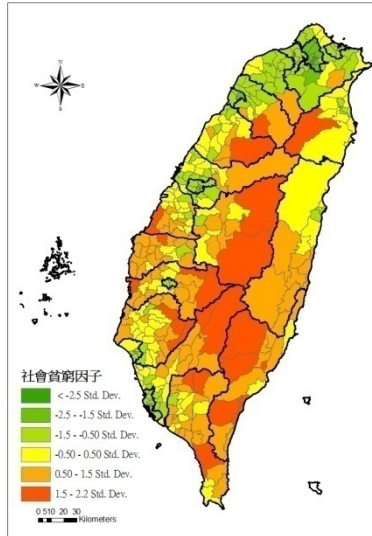 N
W E
S
社會貧窮因子
< -2.5 Std. Dev.
-2.5 - -1.5 Std. Dev.
-1.5 - -0.50 Std. Dev.
-0.50 - 0.50 Std. Dev.
0.50 - 1.5 Std. Dev.
1.5 - 2.2 Std. Dev.
0 510 20 30
Kilometers